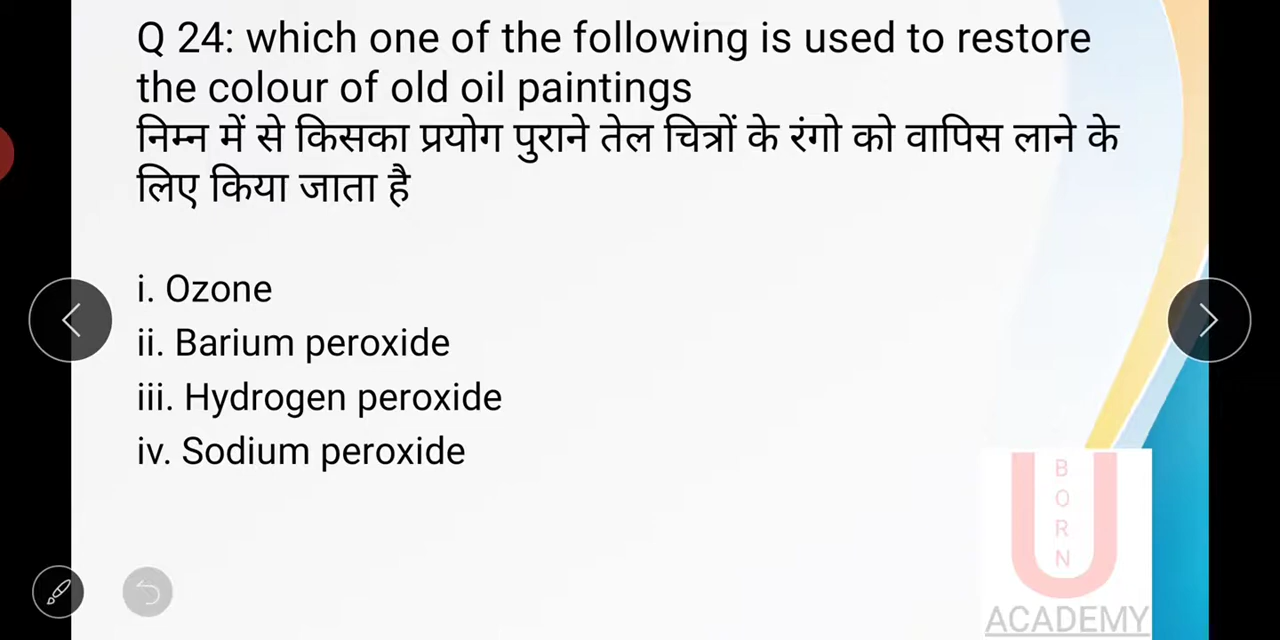 Q 24: which one of the following is used to restore
the colour of old oil paintings
निम्न में से किसका प्रयोग पुराने तेल चित्रों के रंगो को वापिस लाने के
लिए किया जाता है
i. Ozone
ii. Barium peroxide
iii. Hydrogen peroxide
iv. Sodium peroxide
U
BORN
ACADEMY